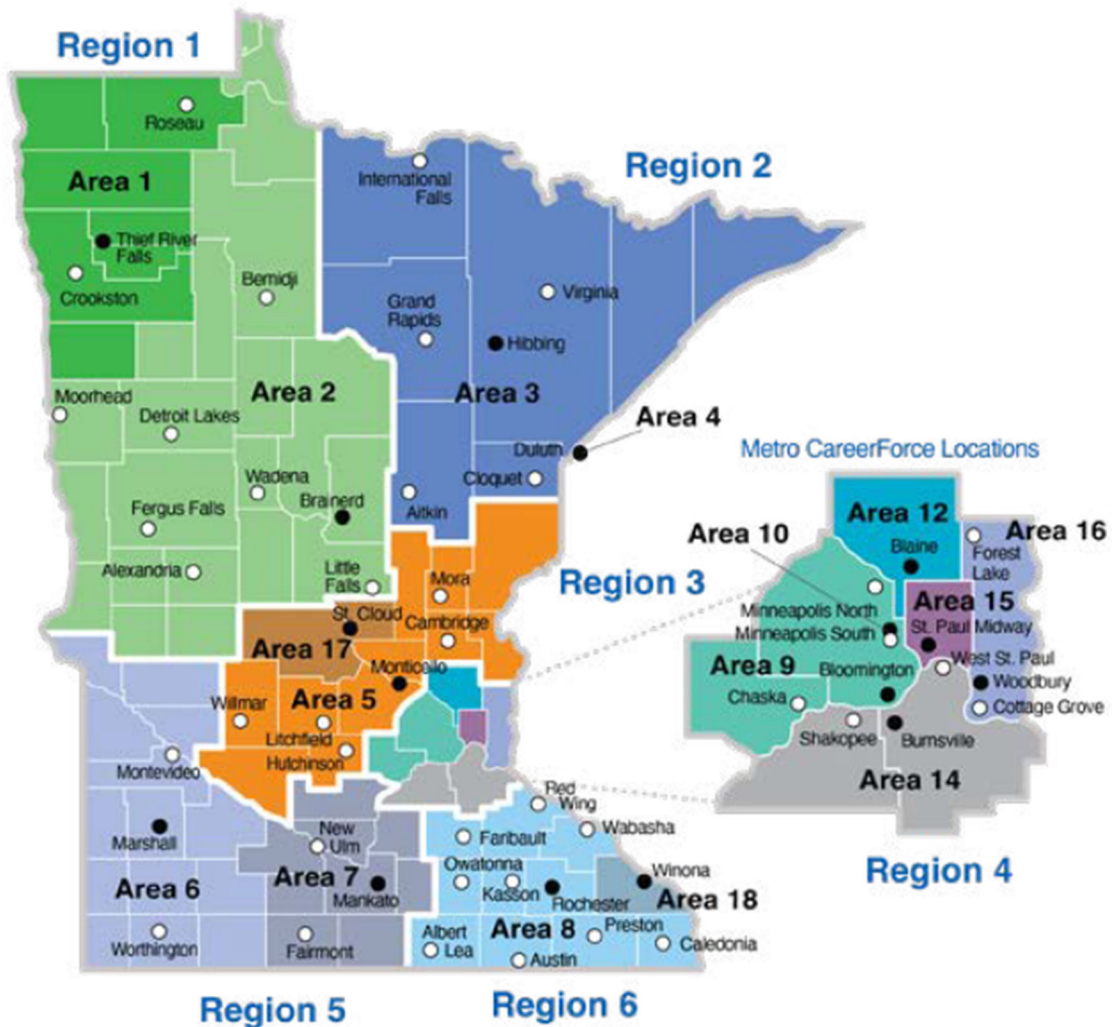 Region 1
Roseau
Area 1
Thief River
Falls
Crookston
Bemidji
Area 2
Moorhead
Detroit Lakes
Wadena
Brainerd
Fergus Falls
Alexandria
Little
Falls
Region 2
International
Falls
Grand
Rapids
Virginia
Hibbing
Area 3
Area 4
Duluth
Cloquet
Aitkin
Region 3
Mora
Cambridge
St. Cloud
Area 17
Monticello
Area 5
Willmar
Litchfield
Hutchinson
Metro CareerForce Locations
Area 12
Blaine
Area 10
Area 16
Forest
Lake
Minneapolis North
Minneapolis South
Area 15
St. Paul Midway
Area 9
Bloomington
West St. Paul
Woodbury
Chaska
Cottage Grove
Shakopee
Burnsville
Area 14
Region 4
Montevideo
Marshall
Area 6
Worthington
New
Ulm
Area 7
Mankato
Fairmont
Region 5
Red
Wing
Wabasha
Faribault
Owatonna
Kasson
Rochester
Winona
Area 18
Albert
Lea
Area 8
Preston
Caledonia
Austin
Region 6